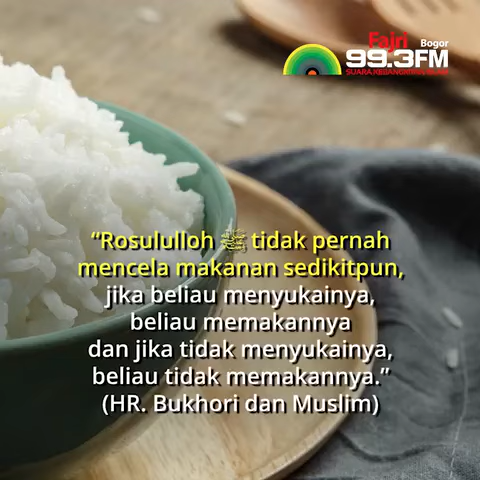 Fajri Bogor
99.3FM
“Rosululloh ﷺ tidak pernah
mencela makanan sedikitpun,
jika beliau menyukainya,
beliau memakannya
dan jika tidak menyukainya,
beliau tidak memakannya.”
(HR. Bukhori dan Muslim)